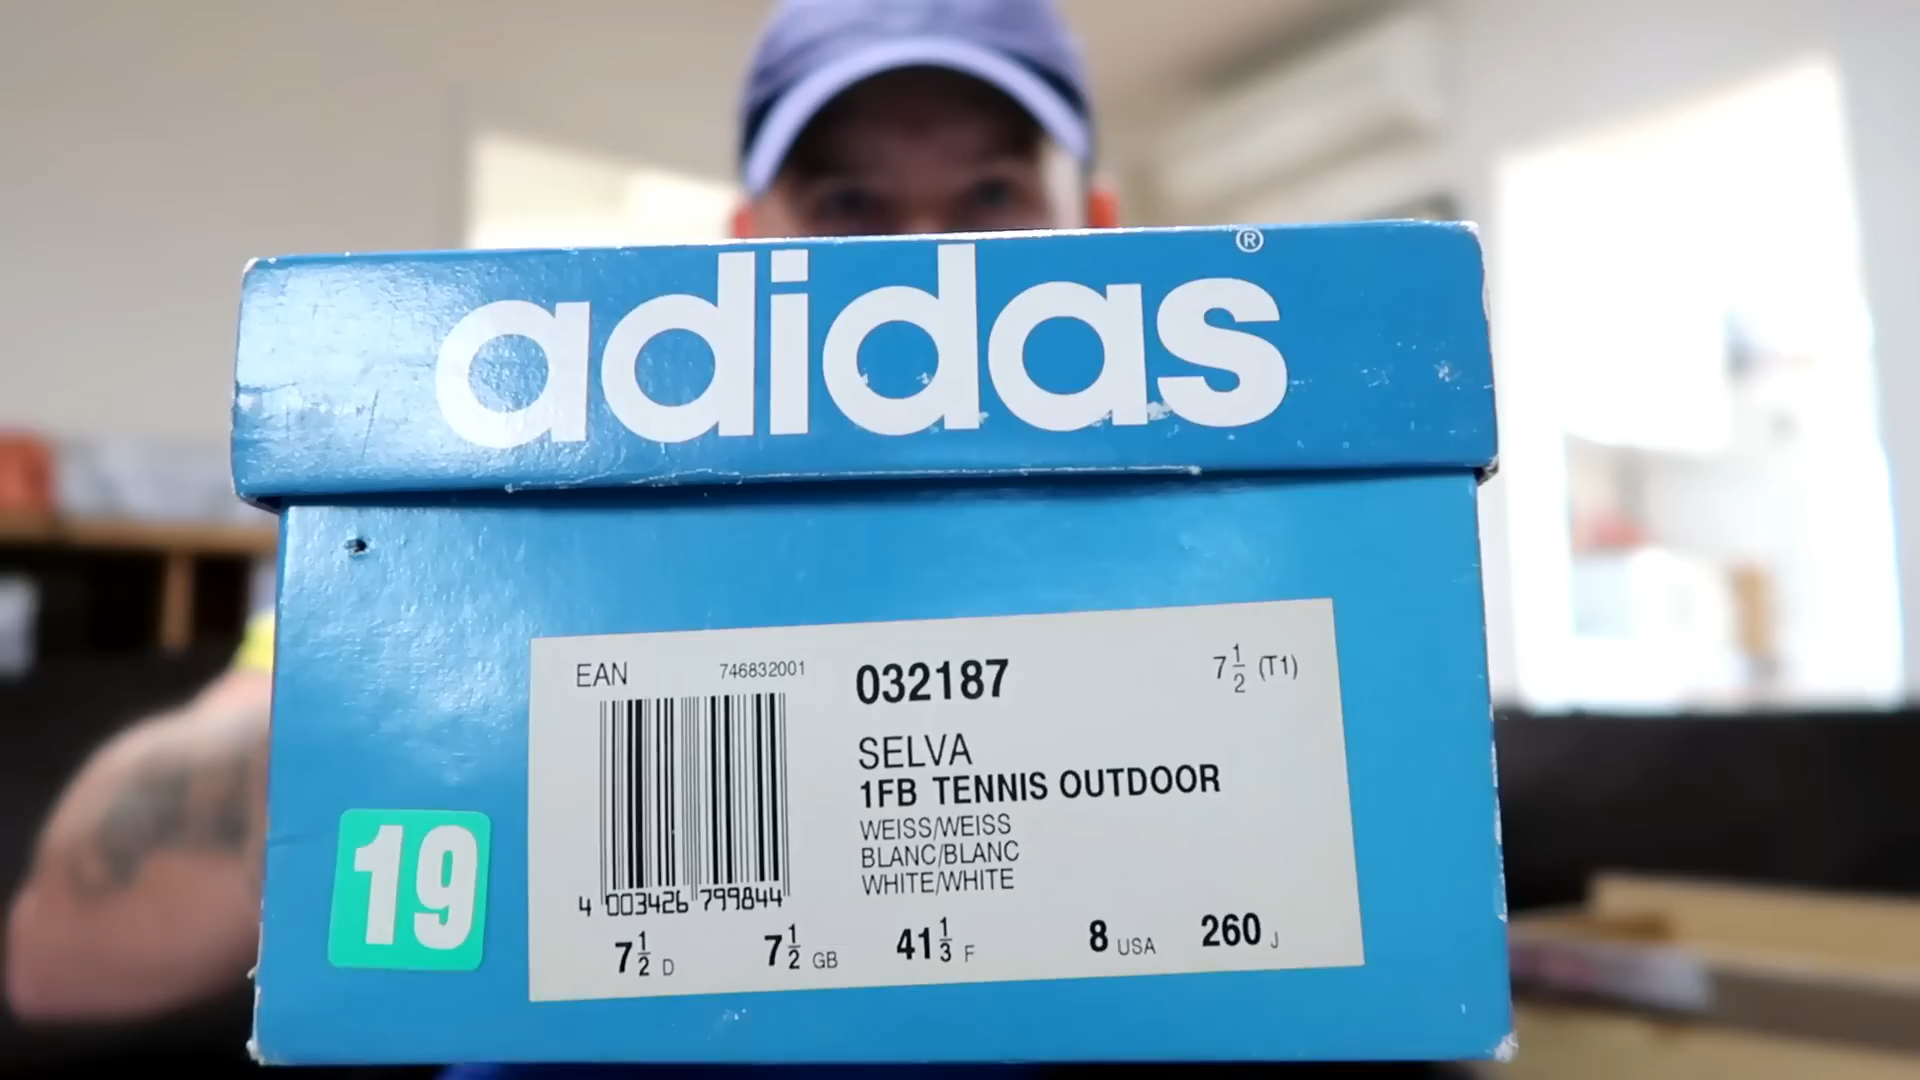 adidas®
EAN 746832001
032187
7 1/2 (T1)
SELVA
1FB TENNIS OUTDOOR
WEISS/WEISS
BLANC/BLANC
WHITE/WHITE
4 003426 799844
7 1/2 D 7 1/2 GB 41 1/3 F 8 USA 260 J
19